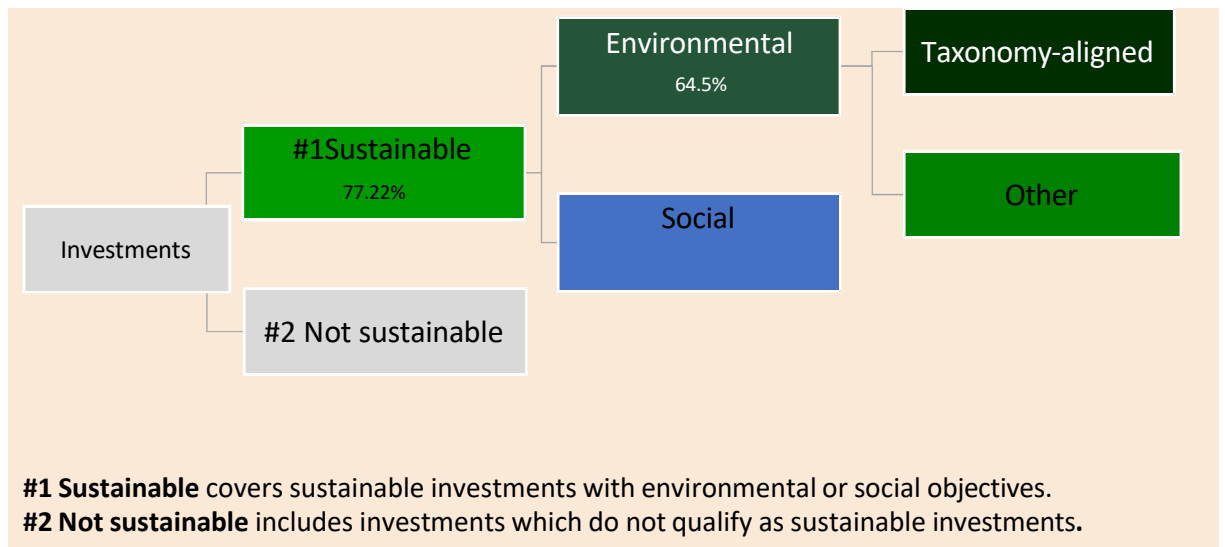 Environmental
64.5%
Taxonomy-aligned
#1Sustainable
77.22%
Other
Social
Investments
#2 Not sustainable
#1 Sustainable covers sustainable investments with environmental or social objectives.
#2 Not sustainable includes investments which do not qualify as sustainable investments.